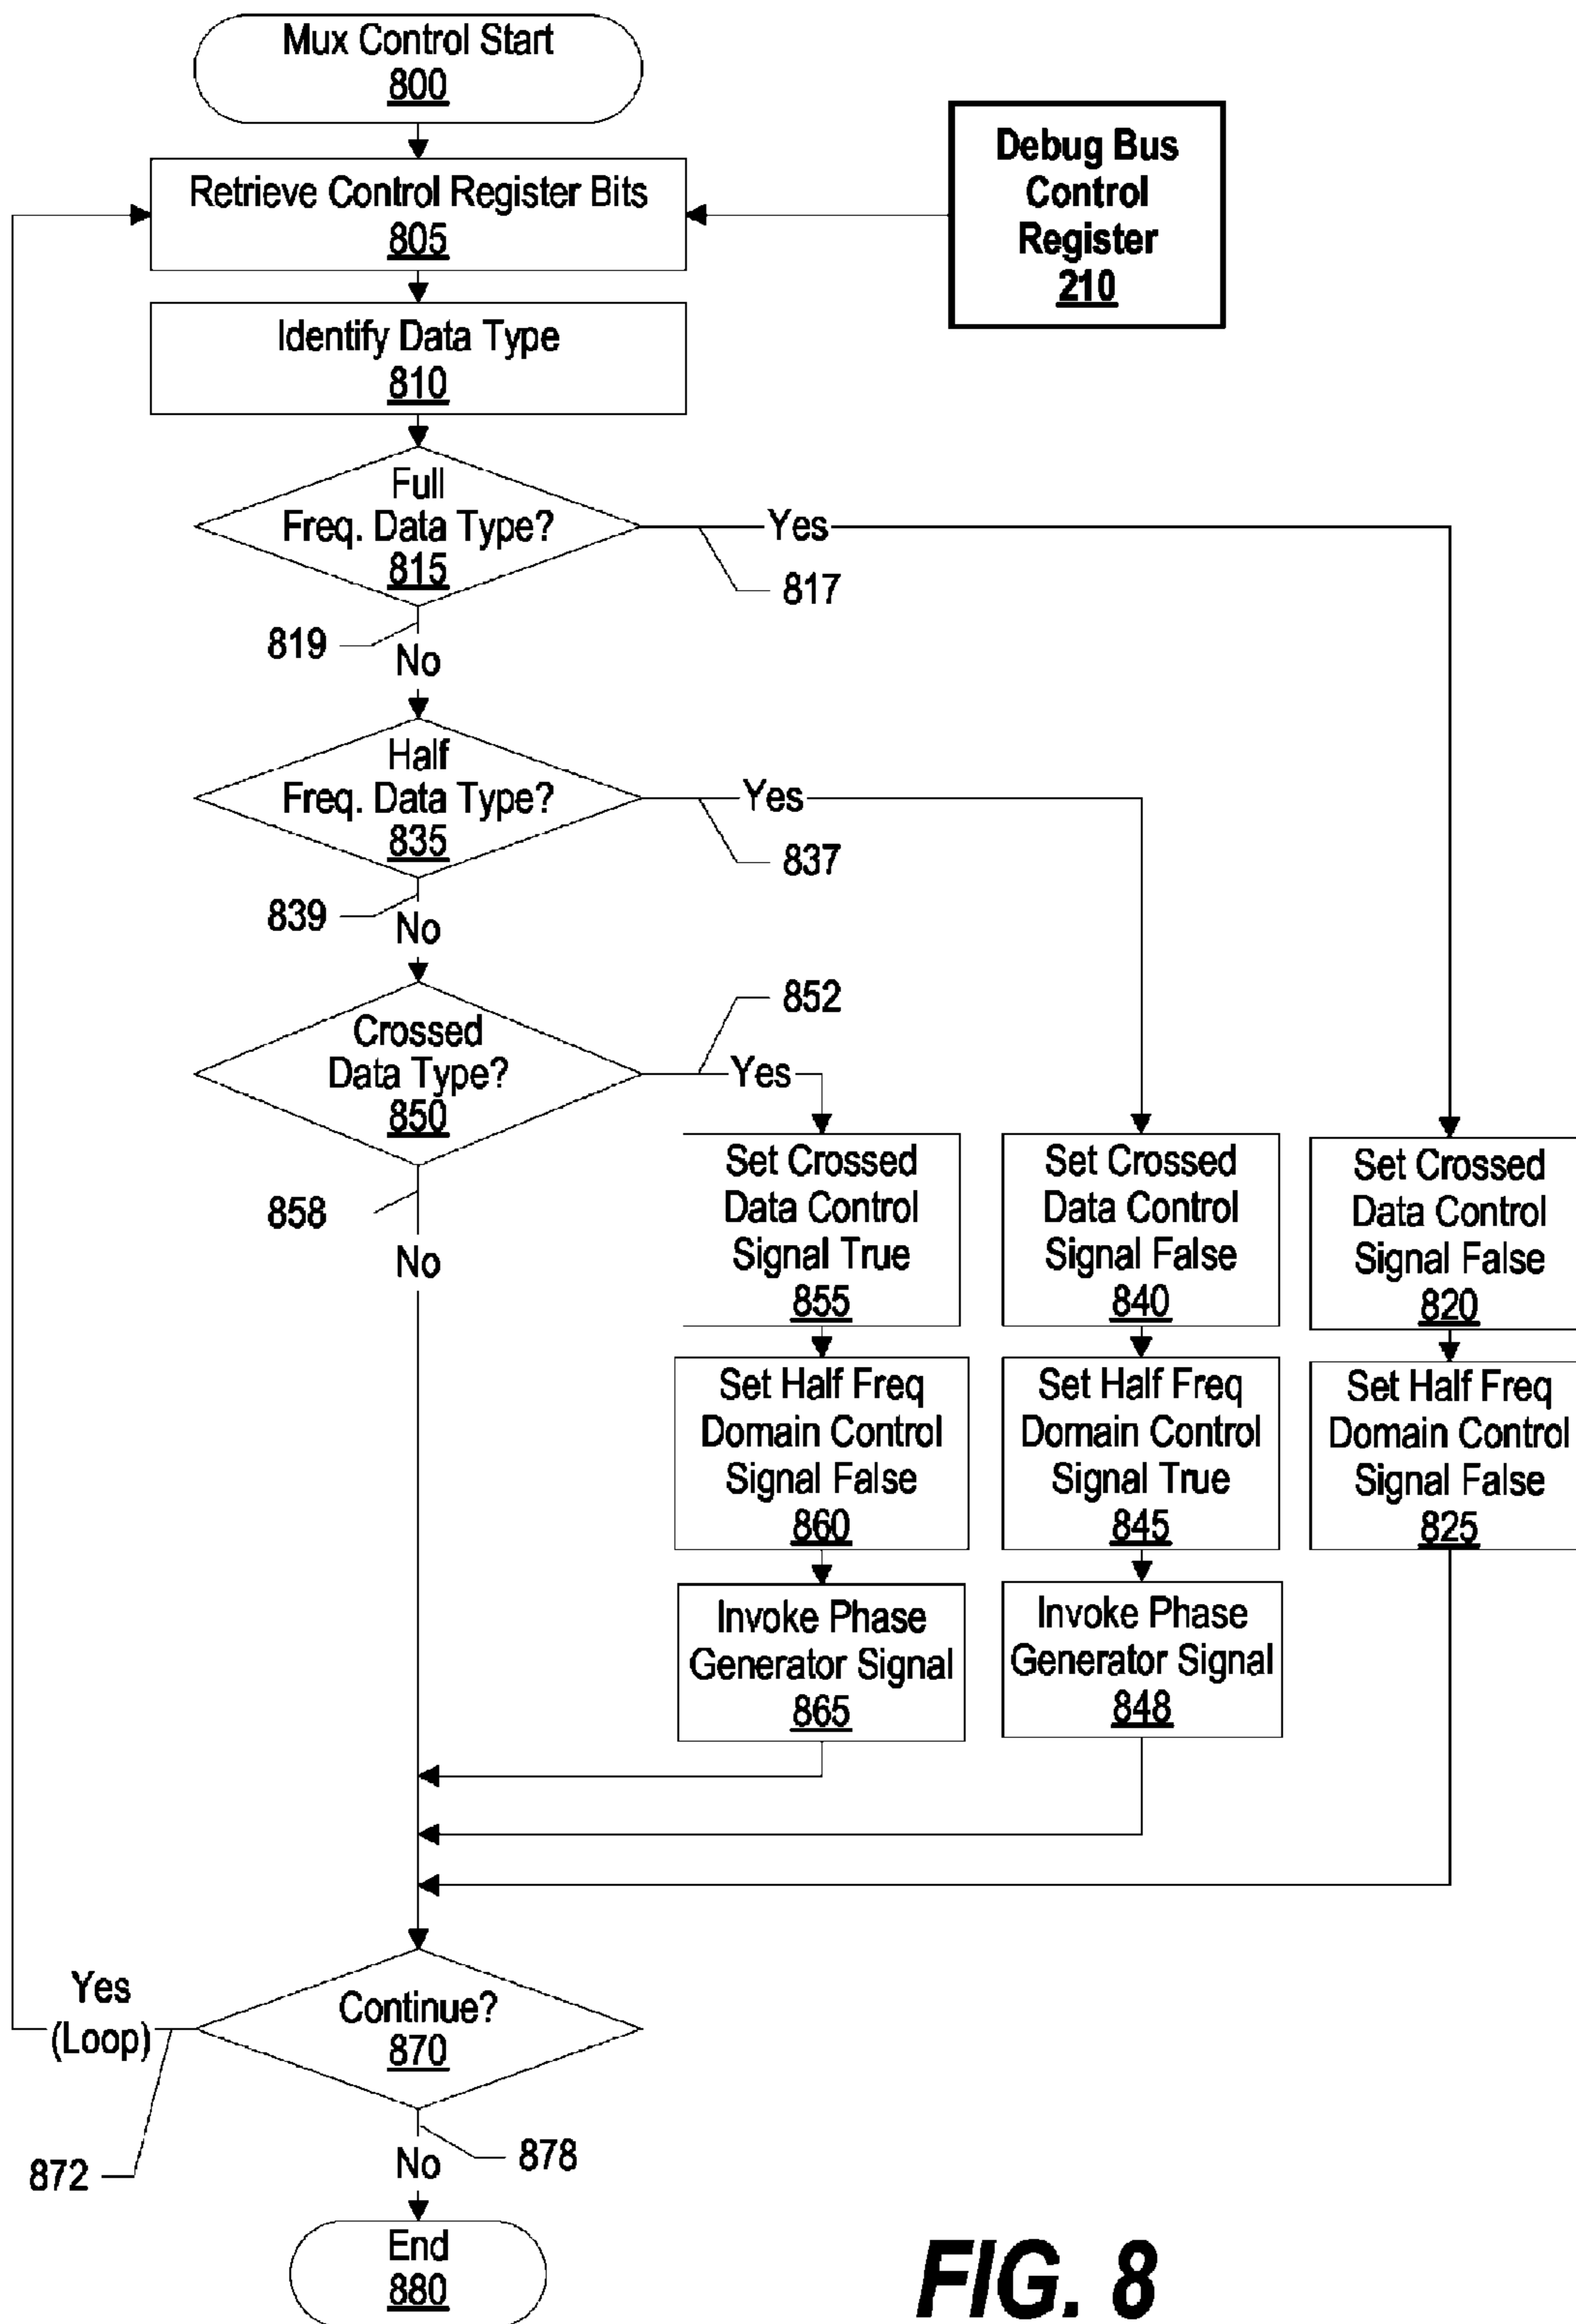 Mux Control Start
800
Debug Bus
Control
Register
210
Retrieve Control Register Bits
805
Identify Data Type
810
Full
Freq. Data Type?
815
Yes
817
819
No
Half
Freq. Data Type?
835
Yes
837
839
No
Crossed
Data Type?
850
852
Yes
858
No
Set Crossed
Data Control
Signal True
855
Set Half Freq
Domain Control
Signal False
860
Invoke Phase
Generator Signal
865
Set Crossed
Data Control
Signal False
840
Set Half Freq
Domain Control
Signal True
845
Invoke Phase
Generator Signal
848
Set Crossed
Data Control
Signal False
820
Set Half Freq
Domain Control
Signal False
825
Yes
(Loop)
Continue?
870
872
No
878
End
880
FIG. 8